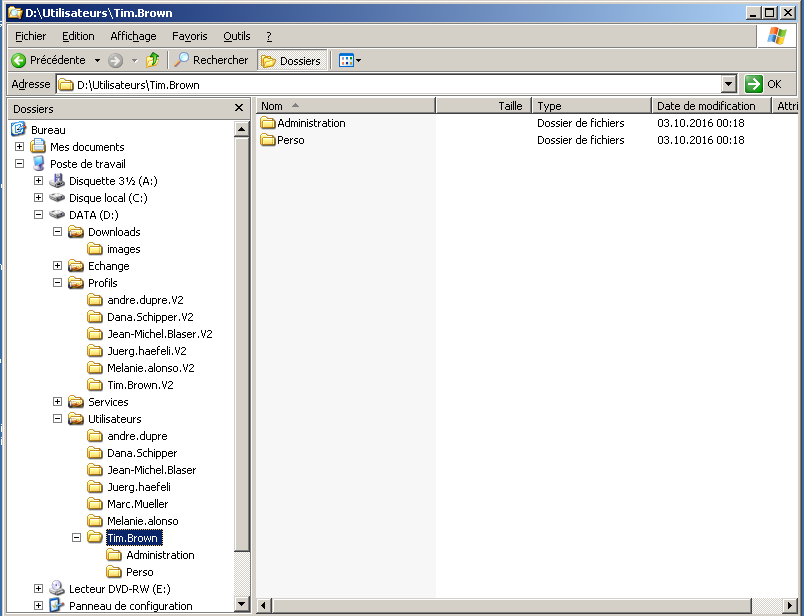 D:\Utilisateurs\Tim.Brown
Fichier Edition Affichage Favoris Outils ?
Précédente Rechercher Dossiers
Adresse D:\Utilisateurs\Tim.Brown OK
Dossiers
Bureau
Mes documents
Poste de travail
Disquette 3½ (A:)
Disque local (C:)
DATA (D:)
Downloads
images
Echange
Profils
andre.dupre.V2
Dana.Schipper.V2
Jean-Michel.Blaser.V2
Juerg.haefeli.V2
Melanie.alonso.V2
Tim.Brown.V2
Services
Utilisateurs
andre.dupre
Dana.Schipper
Jean-Michel.Blaser
Juerg.haefeli
Marc.Mueller
Melanie.alonso
Tim.Brown
Administration
Perso
Lecteur DVD-RW (E:)
Panneau de configuration
Nom Taille Type Date de modification Attri
Administration Dossier de fichiers 03.10.2016 00:18
Perso Dossier de fichiers 03.10.2016 00:18